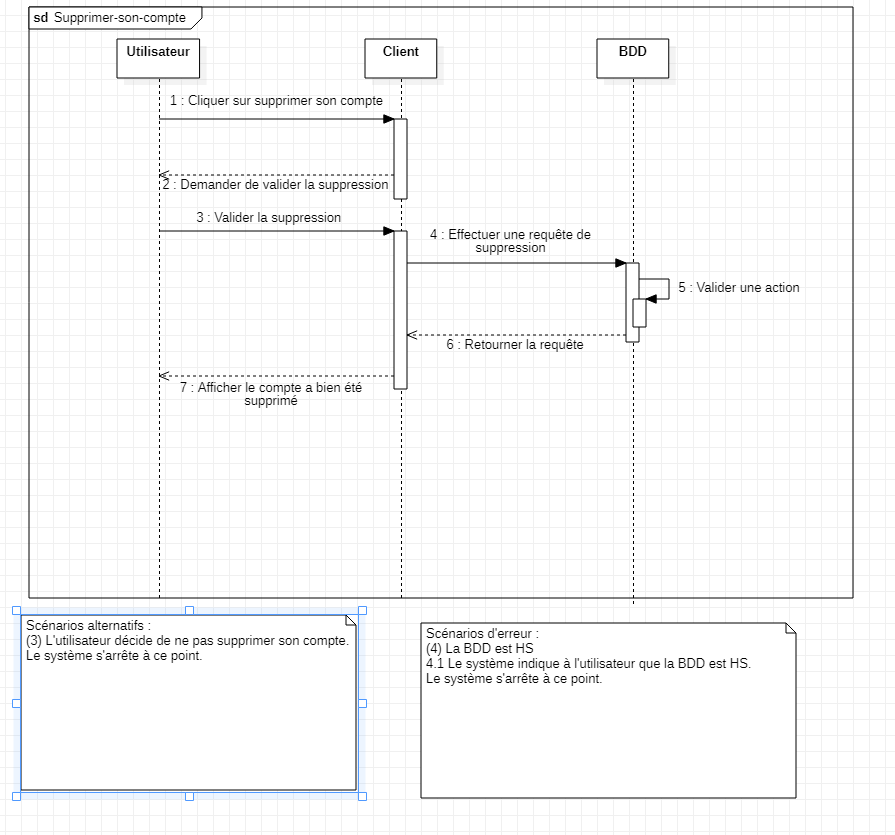 sd Supprimer-son-compte
Utilisateur
Client
BDD
1 : Cliquer sur supprimer son compte
2 : Demander de valider la suppression
3 : Valider la suppression
4 : Effectuer une requête de
suppression
5 : Valider une action
6 : Retourner la requête
7 : Afficher le compte a bien été
supprimé
Scénarios alternatifs :
(3) L'utilisateur décide de ne pas supprimer son compte.
Le système s'arrête à ce point.
Scénarios d'erreur :
(4) La BDD est HS
4.1 Le système indique à l'utilisateur que la BDD est HS.
Le système s'arrête à ce point.